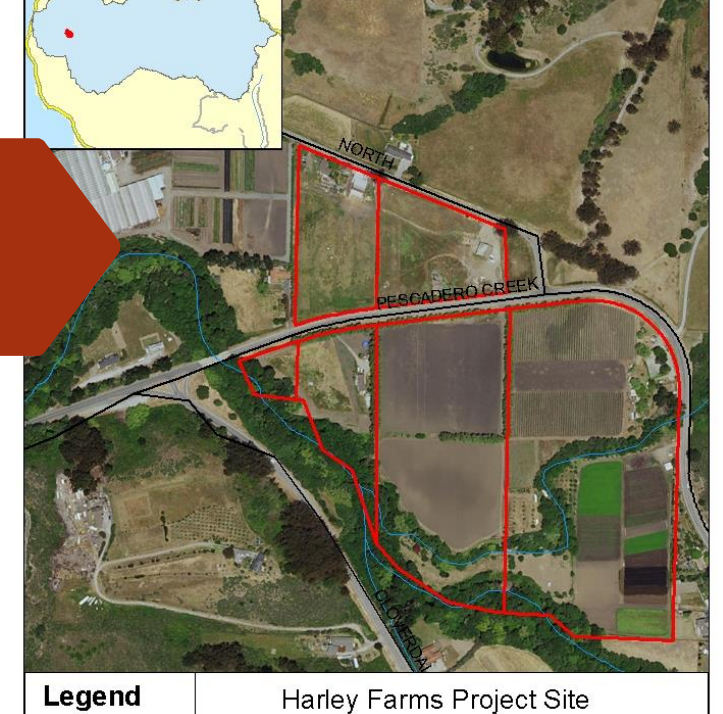 NORTH
PESCADERO CREEK
CLOVERDAL
Legend
Harley Farms Project Site